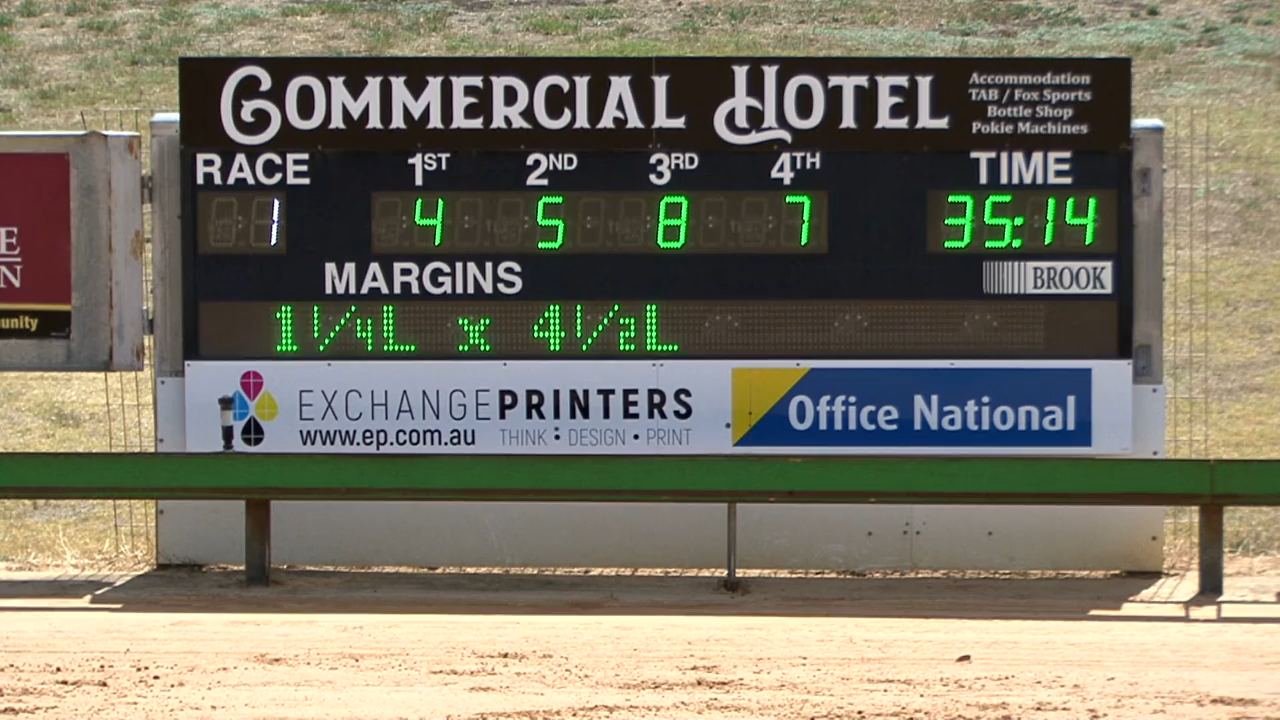 COMMERCIAL HOTEL
Accommodation
TAB / Fox Sports
Bottle Shop
Pokie Machines
RACE 1ST 2ND 3RD 4TH TIME
1 4 5 8 7 35:14
MARGINS
BROOK
1 1/4L x 4 1/2L
EXCHANGEPRINTERS
www.ep.com.au THINK • DESIGN • PRINT
Office National